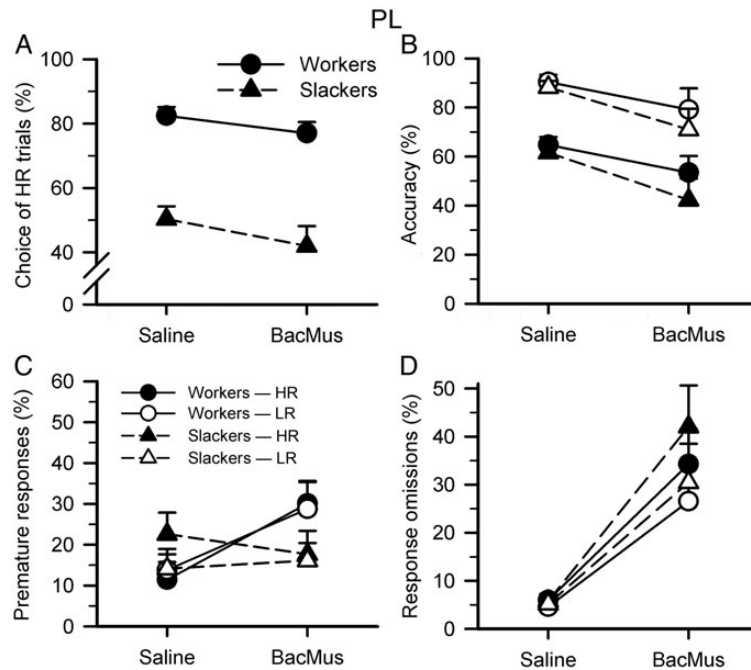 PL
A
Choice of HR trials (%)
100
80
60
40
0
Workers
Slackers
Saline
BacMus
B
Accuracy (%)
100
80
60
40
20
0
Saline
BacMus
C
Premature responses (%)
60
50
40
30
20
10
0
Workers — HR
Workers — LR
Slackers — HR
Slackers — LR
Saline
BacMus
D
Response omissions (%)
50
40
30
20
10
0
Saline
BacMus